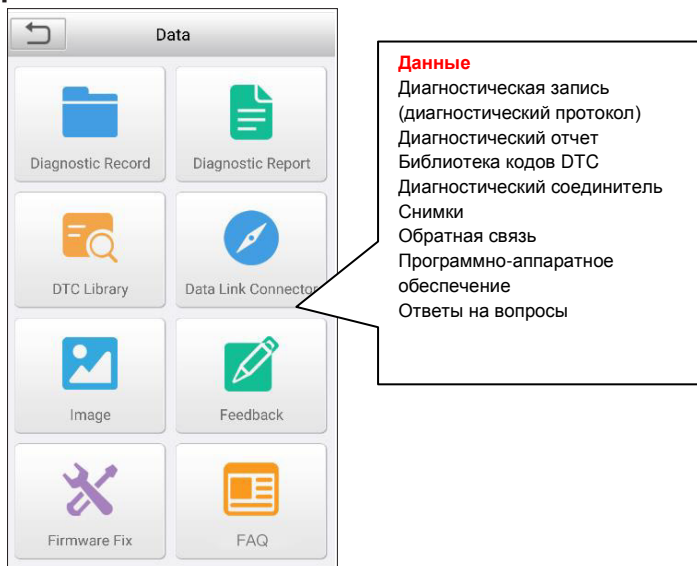 Data
Diagnostic Record
Diagnostic Report
DTC Library
Data Link Connector
Image
Feedback
Firmware Fix
FAQ
Данные
Диагностическая запись
(диагностический протокол)
Диагностический отчет
Библиотека кодов DTC
Диагностический соединитель
Снимки
Обратная связь
Программно-аппаратное
обеспечение
Ответы на вопросы